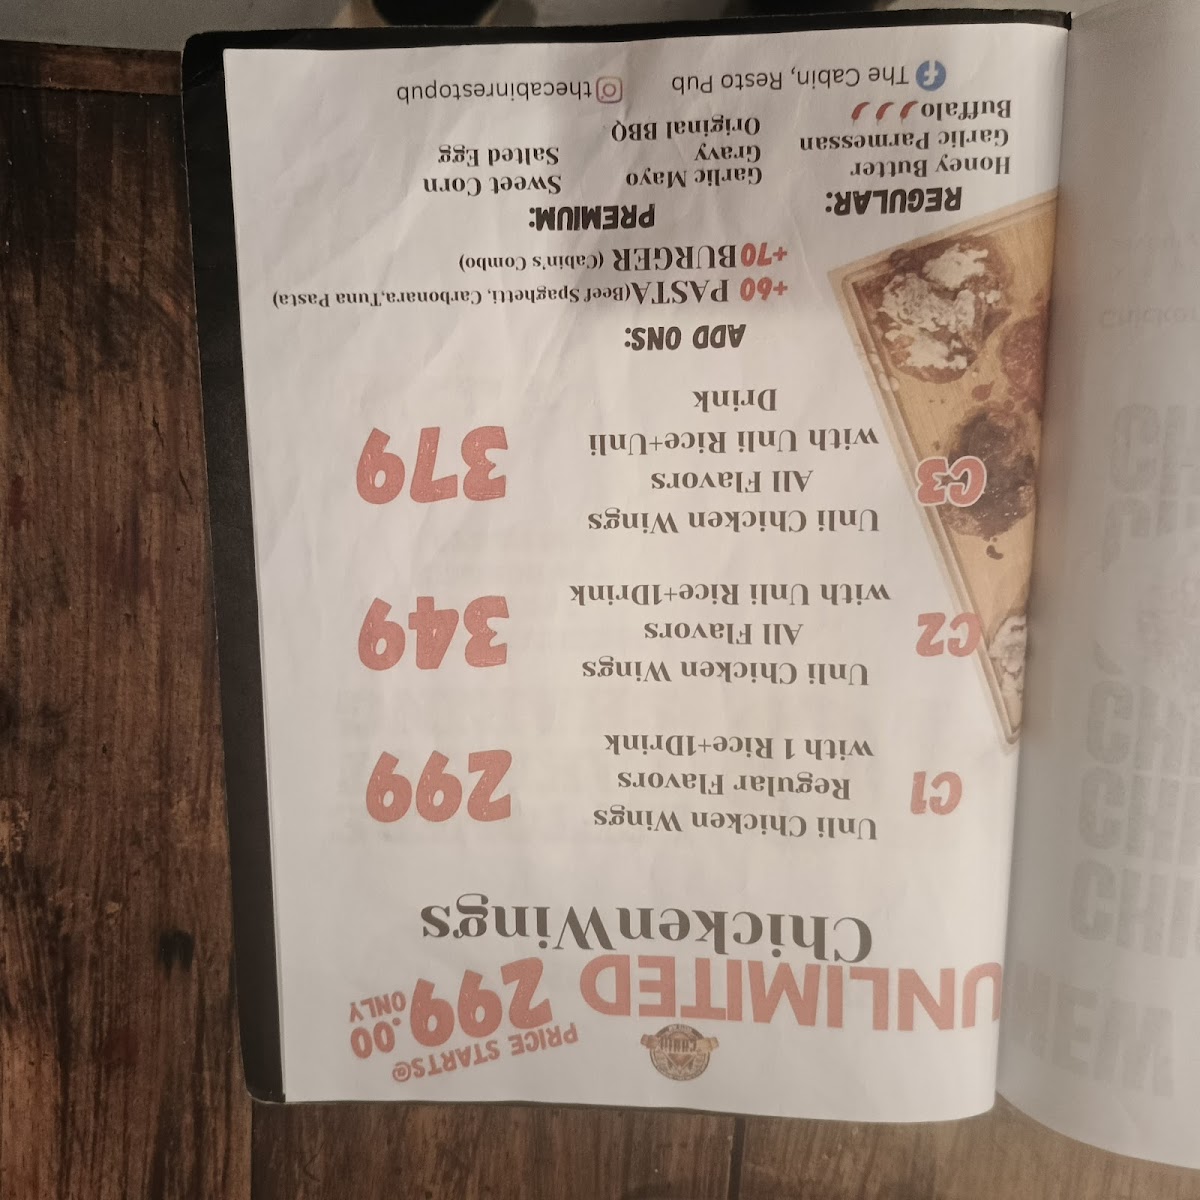 PRICE STARTS@
UNLIMITED 299.00
ONLY
ChickenWings
C1
Unli Chicken Wings
Regular Flavors
with 1 Rice+1Drink
299
C2
Unli Chicken Wings
All Flavors
with Unli Rice+1Drink
349
C3
Unli Chicken Wings
All Flavors
with Unli Rice+Unli
Drink
379
ADD ONS:
+60 PASTA(Beef Spaghetti, Carbonara,Tuna Pasta)
+70 BURGER (Cabin's Combo)
REGULAR:
Honey Butter
Garlic Parmessan
Buffalo
PREMIUM:
Garlic Mayo
Gravy
Original BBQ
Sweet Corn
Salted Egg
The Cabin, Resto Pub
thecabinrestopub